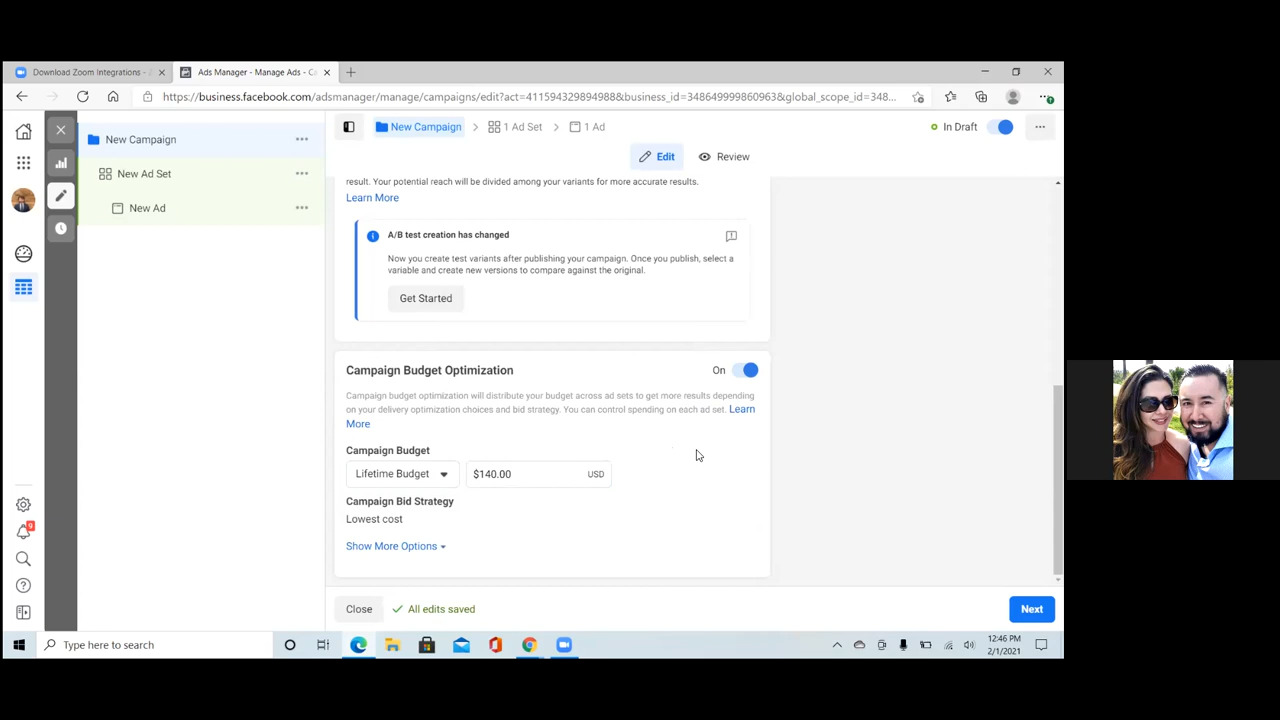 Download Zoom Integrations -
Ads Manager - Manage Ads - Ca
https://business.facebook.com/adsmanager/manage/campaigns/edit?act=411594329894988&business_id=348649999860963&global_scope_id=348...
New Campaign
New Ad Set
New Ad
New Campaign > 1 Ad Set > 1 Ad
In Draft
Edit
Review
result. Your potential reach will be divided among your variants for more accurate results.
Learn More
A/B test creation has changed
Now you create test variants after publishing your campaign. Once you publish, select a
variable and create new versions to compare against the original.
Get Started
Campaign Budget Optimization
On
Campaign budget optimization will distribute your budget across ad sets to get more results depending
on your delivery optimization choices and bid strategy. You can control spending on each ad set. Learn
More
Campaign Budget
Lifetime Budget
$140.00
USD
Campaign Bid Strategy
Lowest cost
Show More Options
Close
All edits saved
Next
9
Type here to search
12:46 PM
2/1/2021